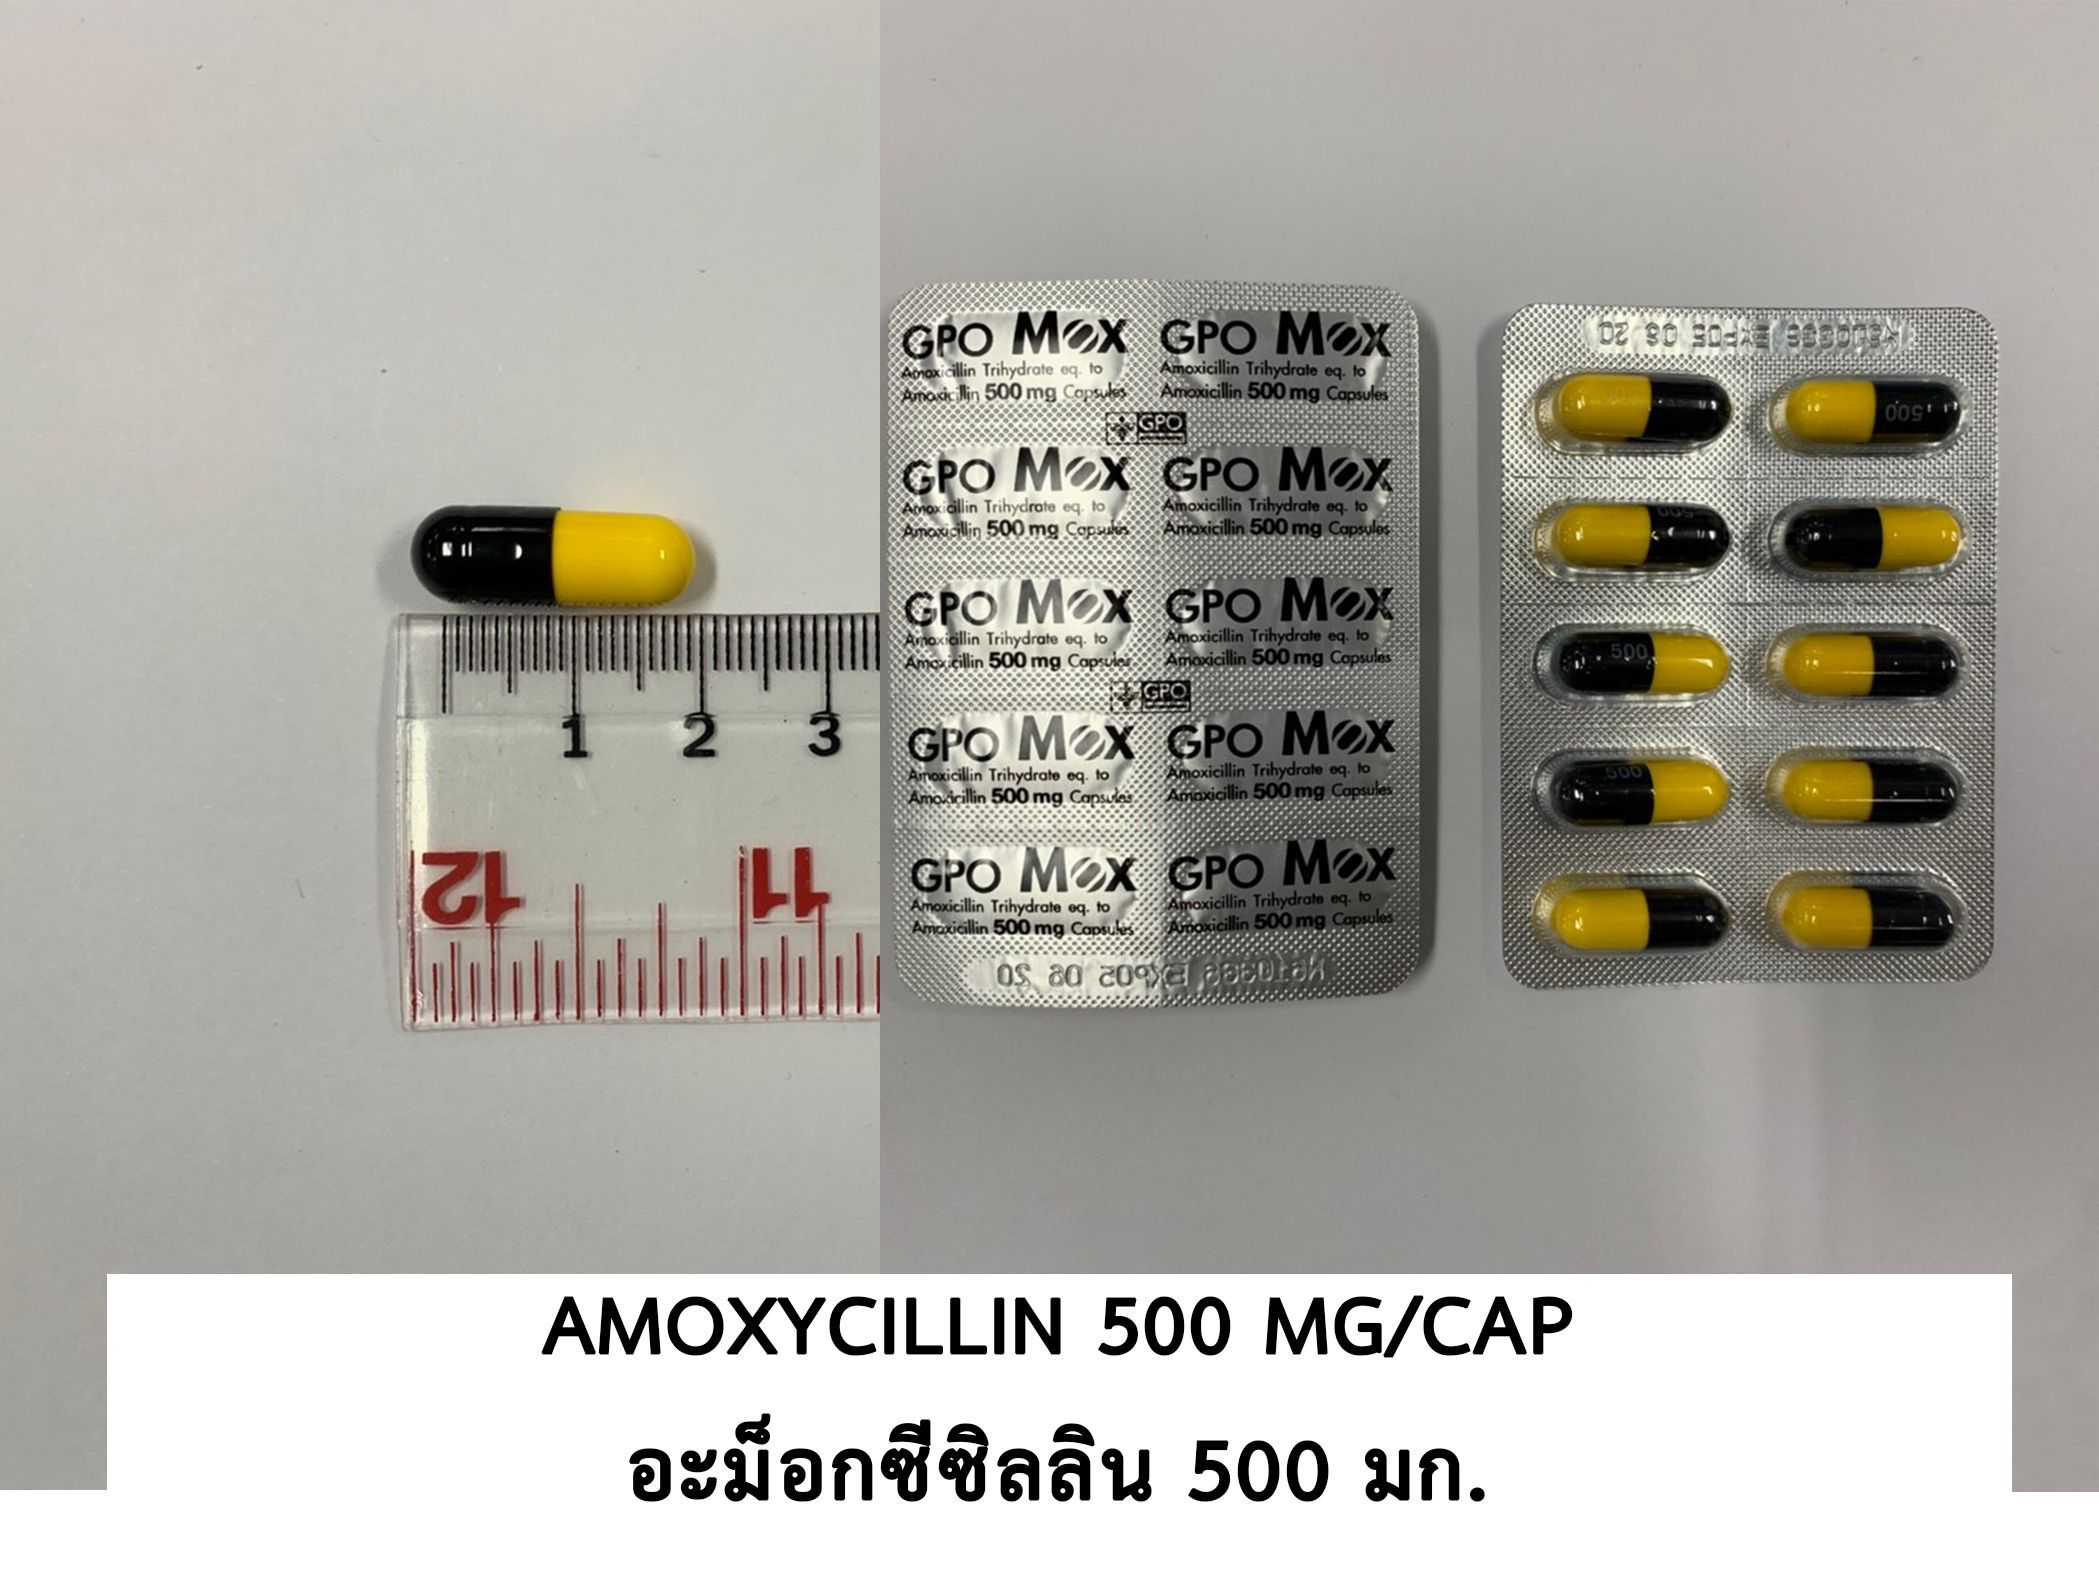 1 2 3
12 11
GPO Mox GPO Mox
Amoxicillin Trihydrate eq. to Amoxicillin Trihydrate eq. to
Amoxicillin 500 mg Capsules Amoxicillin 500 mg Capsules
GPO
GPO Mox GPO Mox
Amoxicillin Trihydrate eq. to Amoxicillin Trihydrate eq. to
Amoxicillin 500 mg Capsules Amoxicillin 500 mg Capsules
GPO Mox GPO Mox
Amoxicillin Trihydrate eq. to Amoxicillin Trihydrate eq. to
Amoxicillin 500 mg Capsules Amoxicillin 500 mg Capsules
GPO
GPO Mox GPO Mox
Amoxicillin Trihydrate eq. to Amoxicillin Trihydrate eq. to
Amoxicillin 500 mg Capsules Amoxicillin 500 mg Capsules
GPO Mox GPO Mox
Amoxicillin Trihydrate eq. to Amoxicillin Trihydrate eq. to
Amoxicillin 500 mg Capsules Amoxicillin 500 mg Capsules
EXP05 06 20
EXP05 06 20
500
500
500
500
AMOXYCILLIN 500 MG/CAP
อะม็อกซีซิลลิน 500 มก.